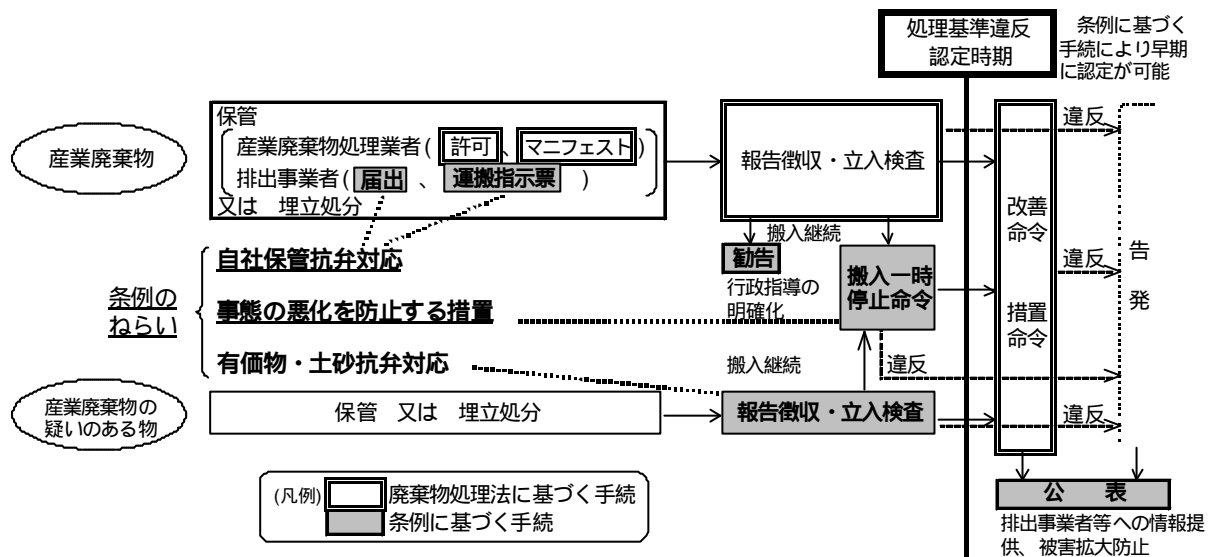 処理基準違反
認定時期
条例に基づく
手続により早期
に認定が可能
産業廃棄物
保管
産業廃棄物処理業者(許可、マニフェスト)
排出事業者(届出、運搬指示票)
又は 埋立処分
報告徴収・立入検査
違反
搬入継続
勧告
行政指導の
明確化
搬入一時
停止命令
改善
命令
措置
命令
違反
告
発
条例の
ねらい
自社保管抗弁対応
事態の悪化を防止する措置
有価物・土砂抗弁対応
搬入継続
違反
産業廃棄物の
疑いのある物
保管 又は 埋立処分
報告徴収・立入検査
違反
公 表
排出事業者等への情報提
供、被害拡大防止
(凡例) 廃棄物処理法に基づく手続
条例に基づく手続